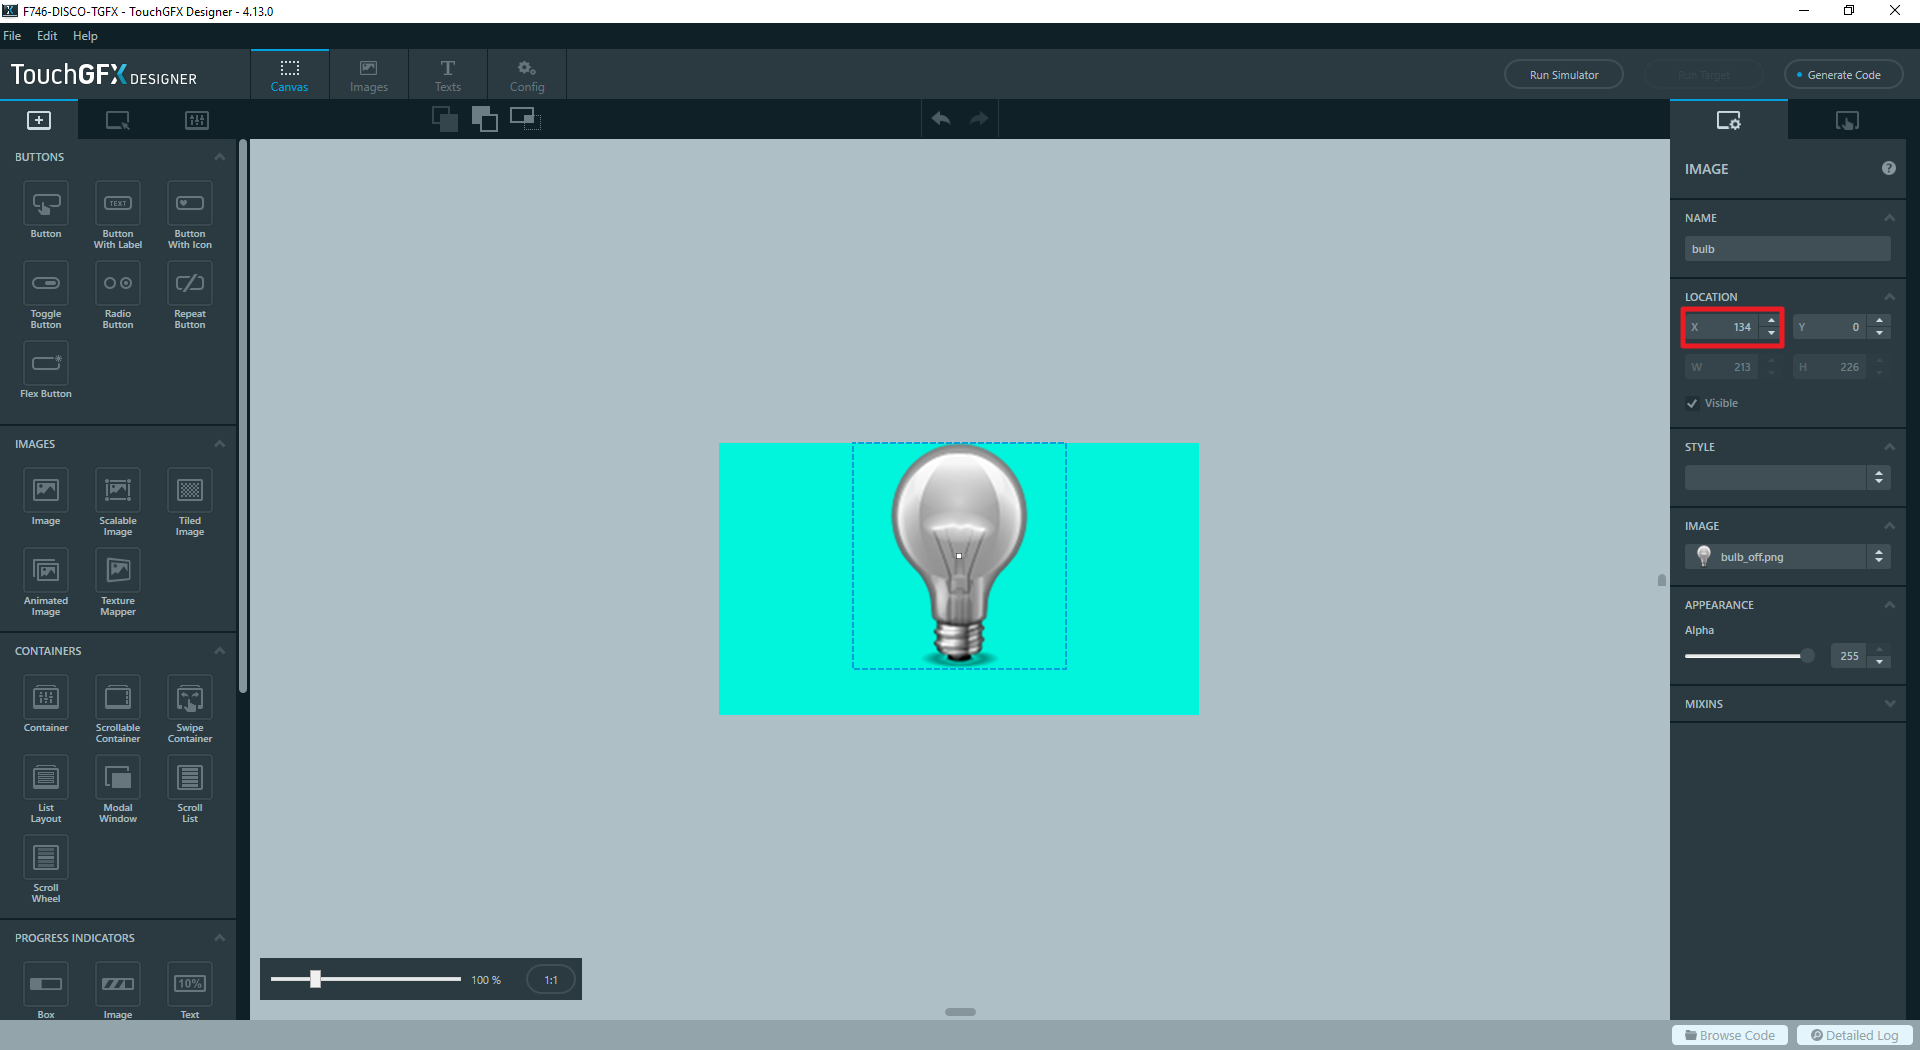 F746-DISCO-TGFX - TouchGFX Designer - 4.13.0
File Edit Help
TouchGFX DESIGNER
Canvas
Images
Texts
Config
Run Simulator
Run Target
Generate Code
BUTTONS
Button
Button With Label
Button With Icon
TEXT
Toggle Button
Radio Button
Repeat Button
Flex Button
IMAGES
Image
Scalable Image
Tiled Image
Animated Image
Texture Mapper
CONTAINERS
Container
Scrollable Container
Swipe Container
List Layout
Modal Window
Scroll List
Scroll Wheel
PROGRESS INDICATORS
10%
Box
Image
Text
100 %
1:1
IMAGE
?
NAME
bulb
LOCATION
X 134
Y 0
W 213
H 226
Visible
STYLE
IMAGE
bulb_off.png
APPEARANCE
Alpha
255
MIXINS
Browse Code
Detailed Log